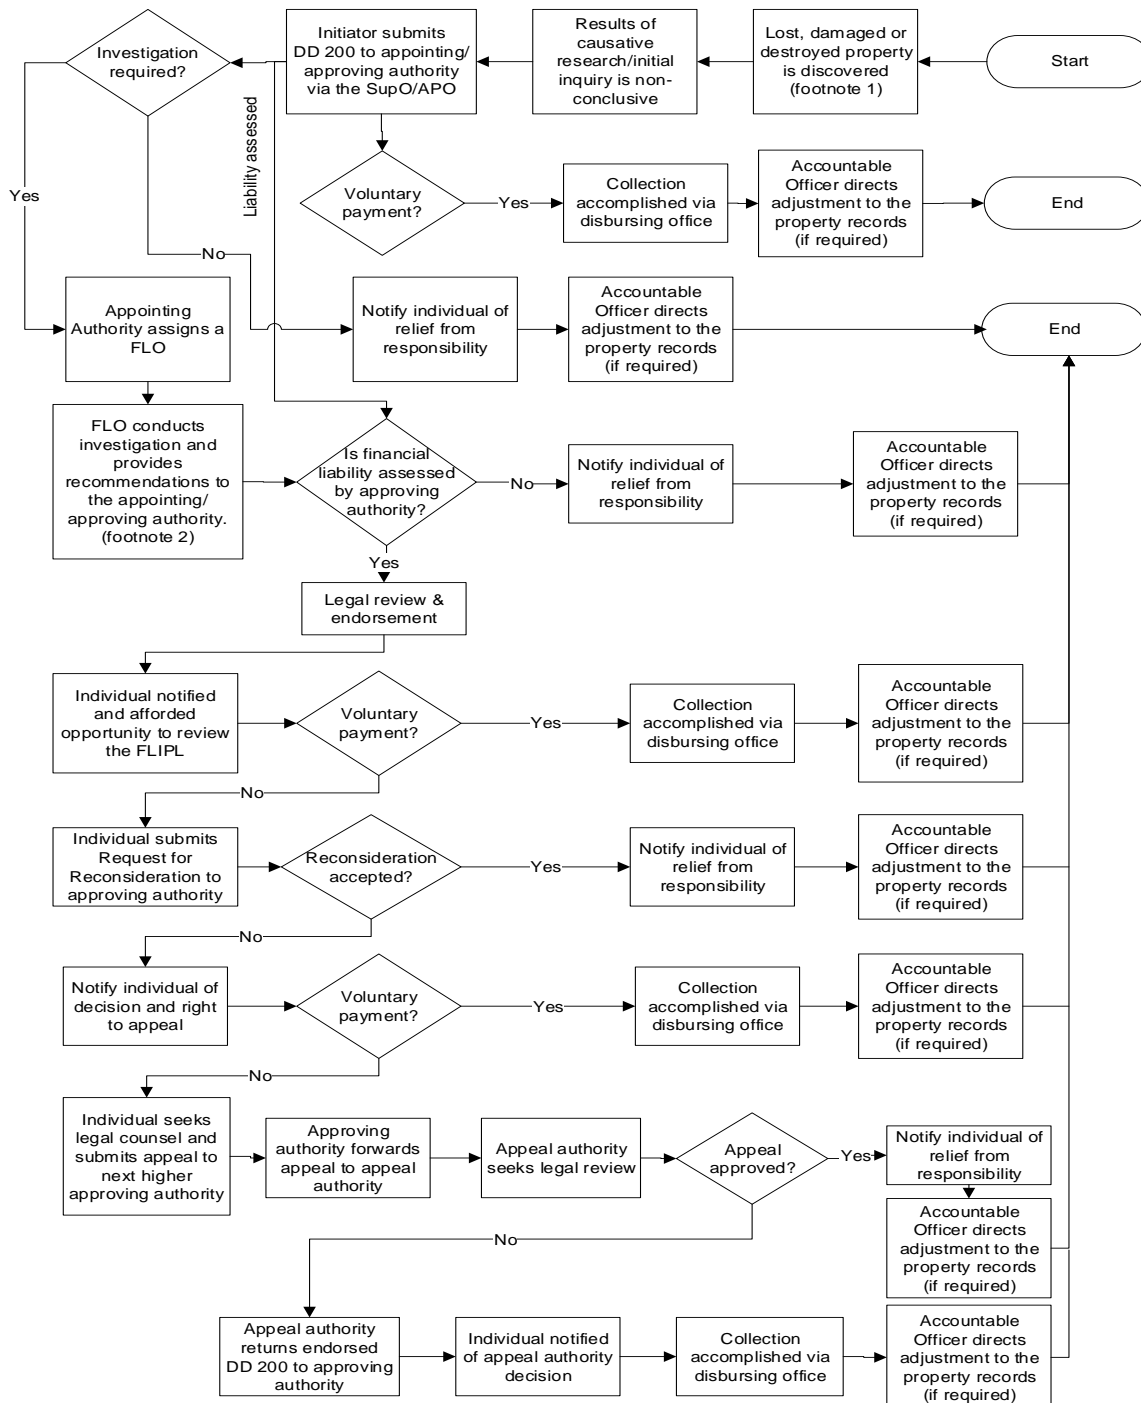 Start
Lost, damaged or
destroyed property
is discovered
(footnote 1)
Results of
causative
research/initial
inquiry is non-
conclusive
Initiator submits
DD 200 to appointing/
approving authority
via the SupO/APO
Investigation
required?
Yes
Liability assessed
No
Voluntary
payment?
Yes
Collection
accomplished via
disbursing office
Accountable
Officer directs
adjustment to the
property records
(if required)
End
Appointing
Authority assigns a
FLO
Notify individual of
relief from
responsibility
Accountable
Officer directs
adjustment to the
property records
(if required)
End
FLO conducts
investigation and
provides
recommendations to
the appointing/
approving authority.
(footnote 2)
Is financial
liability assessed
by approving
authority?
No
Notify individual of
relief from
responsibility
Accountable
Officer directs
adjustment to the
property records
(if required)
Yes
Legal review &
endorsement
Individual notified
and afforded
opportunity to review
the FLIPL
Voluntary
payment?
Yes
Collection
accomplished via
disbursing office
Accountable
Officer directs
adjustment to the
property records
(if required)
No
Individual submits
Request for
Reconsideration to
approving authority
Reconsideration
accepted?
Yes
Notify individual of
relief from
responsibility
Accountable
Officer directs
adjustment to the
property records
(if required)
No
Notify individual of
decision and right
to appeal
Voluntary
payment?
Yes
Collection
accomplished via
disbursing office
Accountable
Officer directs
adjustment to the
property records
(if required)
No
Individual seeks
legal counsel and
submits appeal to
next higher
approving authority
Approving
authority forwards
appeal to appeal
authority
Appeal authority
seeks legal review
Appeal
approved?
Yes
Notify individual of
relief from
responsibility
Accountable
Officer directs
adjustment to the
property records
(if required)
No
Appeal authority
returns endorsed
DD 200 to approving
authority
Individual notified
of appeal authority
decision
Collection
accomplished via
disbursing office
Accountable
Officer directs
adjustment to the
property records
(if required)